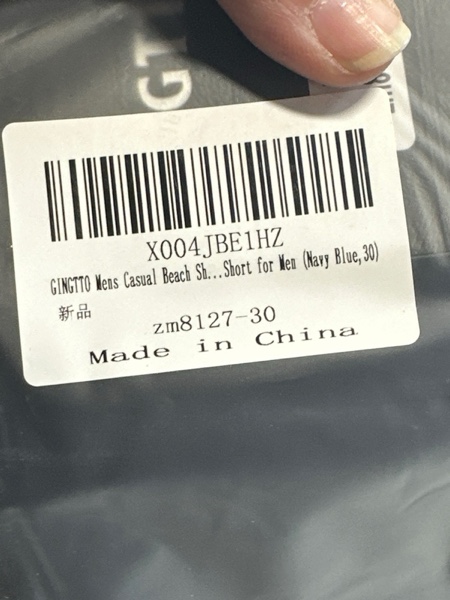 GT
X004JBE1HZ
GINGTTO Mens Casual Beach Sh...Short for Men (Navy Blue,30)
新品
zm8127-30
Made in China